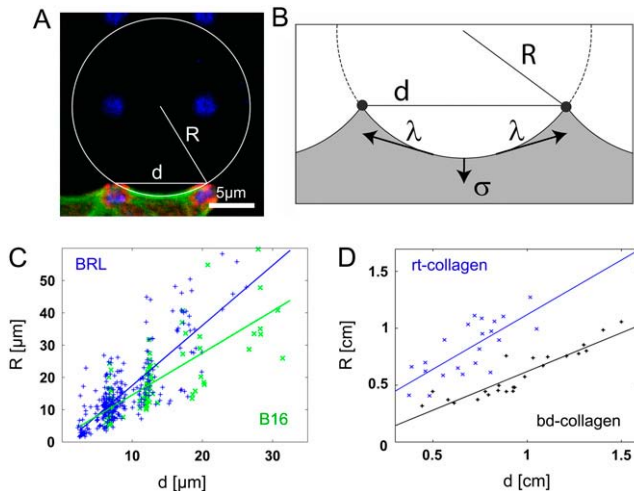 A
R
d
5μm
B
R
d
λ
λ
σ
C
BRL
B16
R [μm]
60
50
40
30
20
10
0
0
10
20
30
d [μm]
D
rt-collagen
bd-collagen
R [cm]
1.5
1
0.5
0
0.5
1
1.5
d [cm]